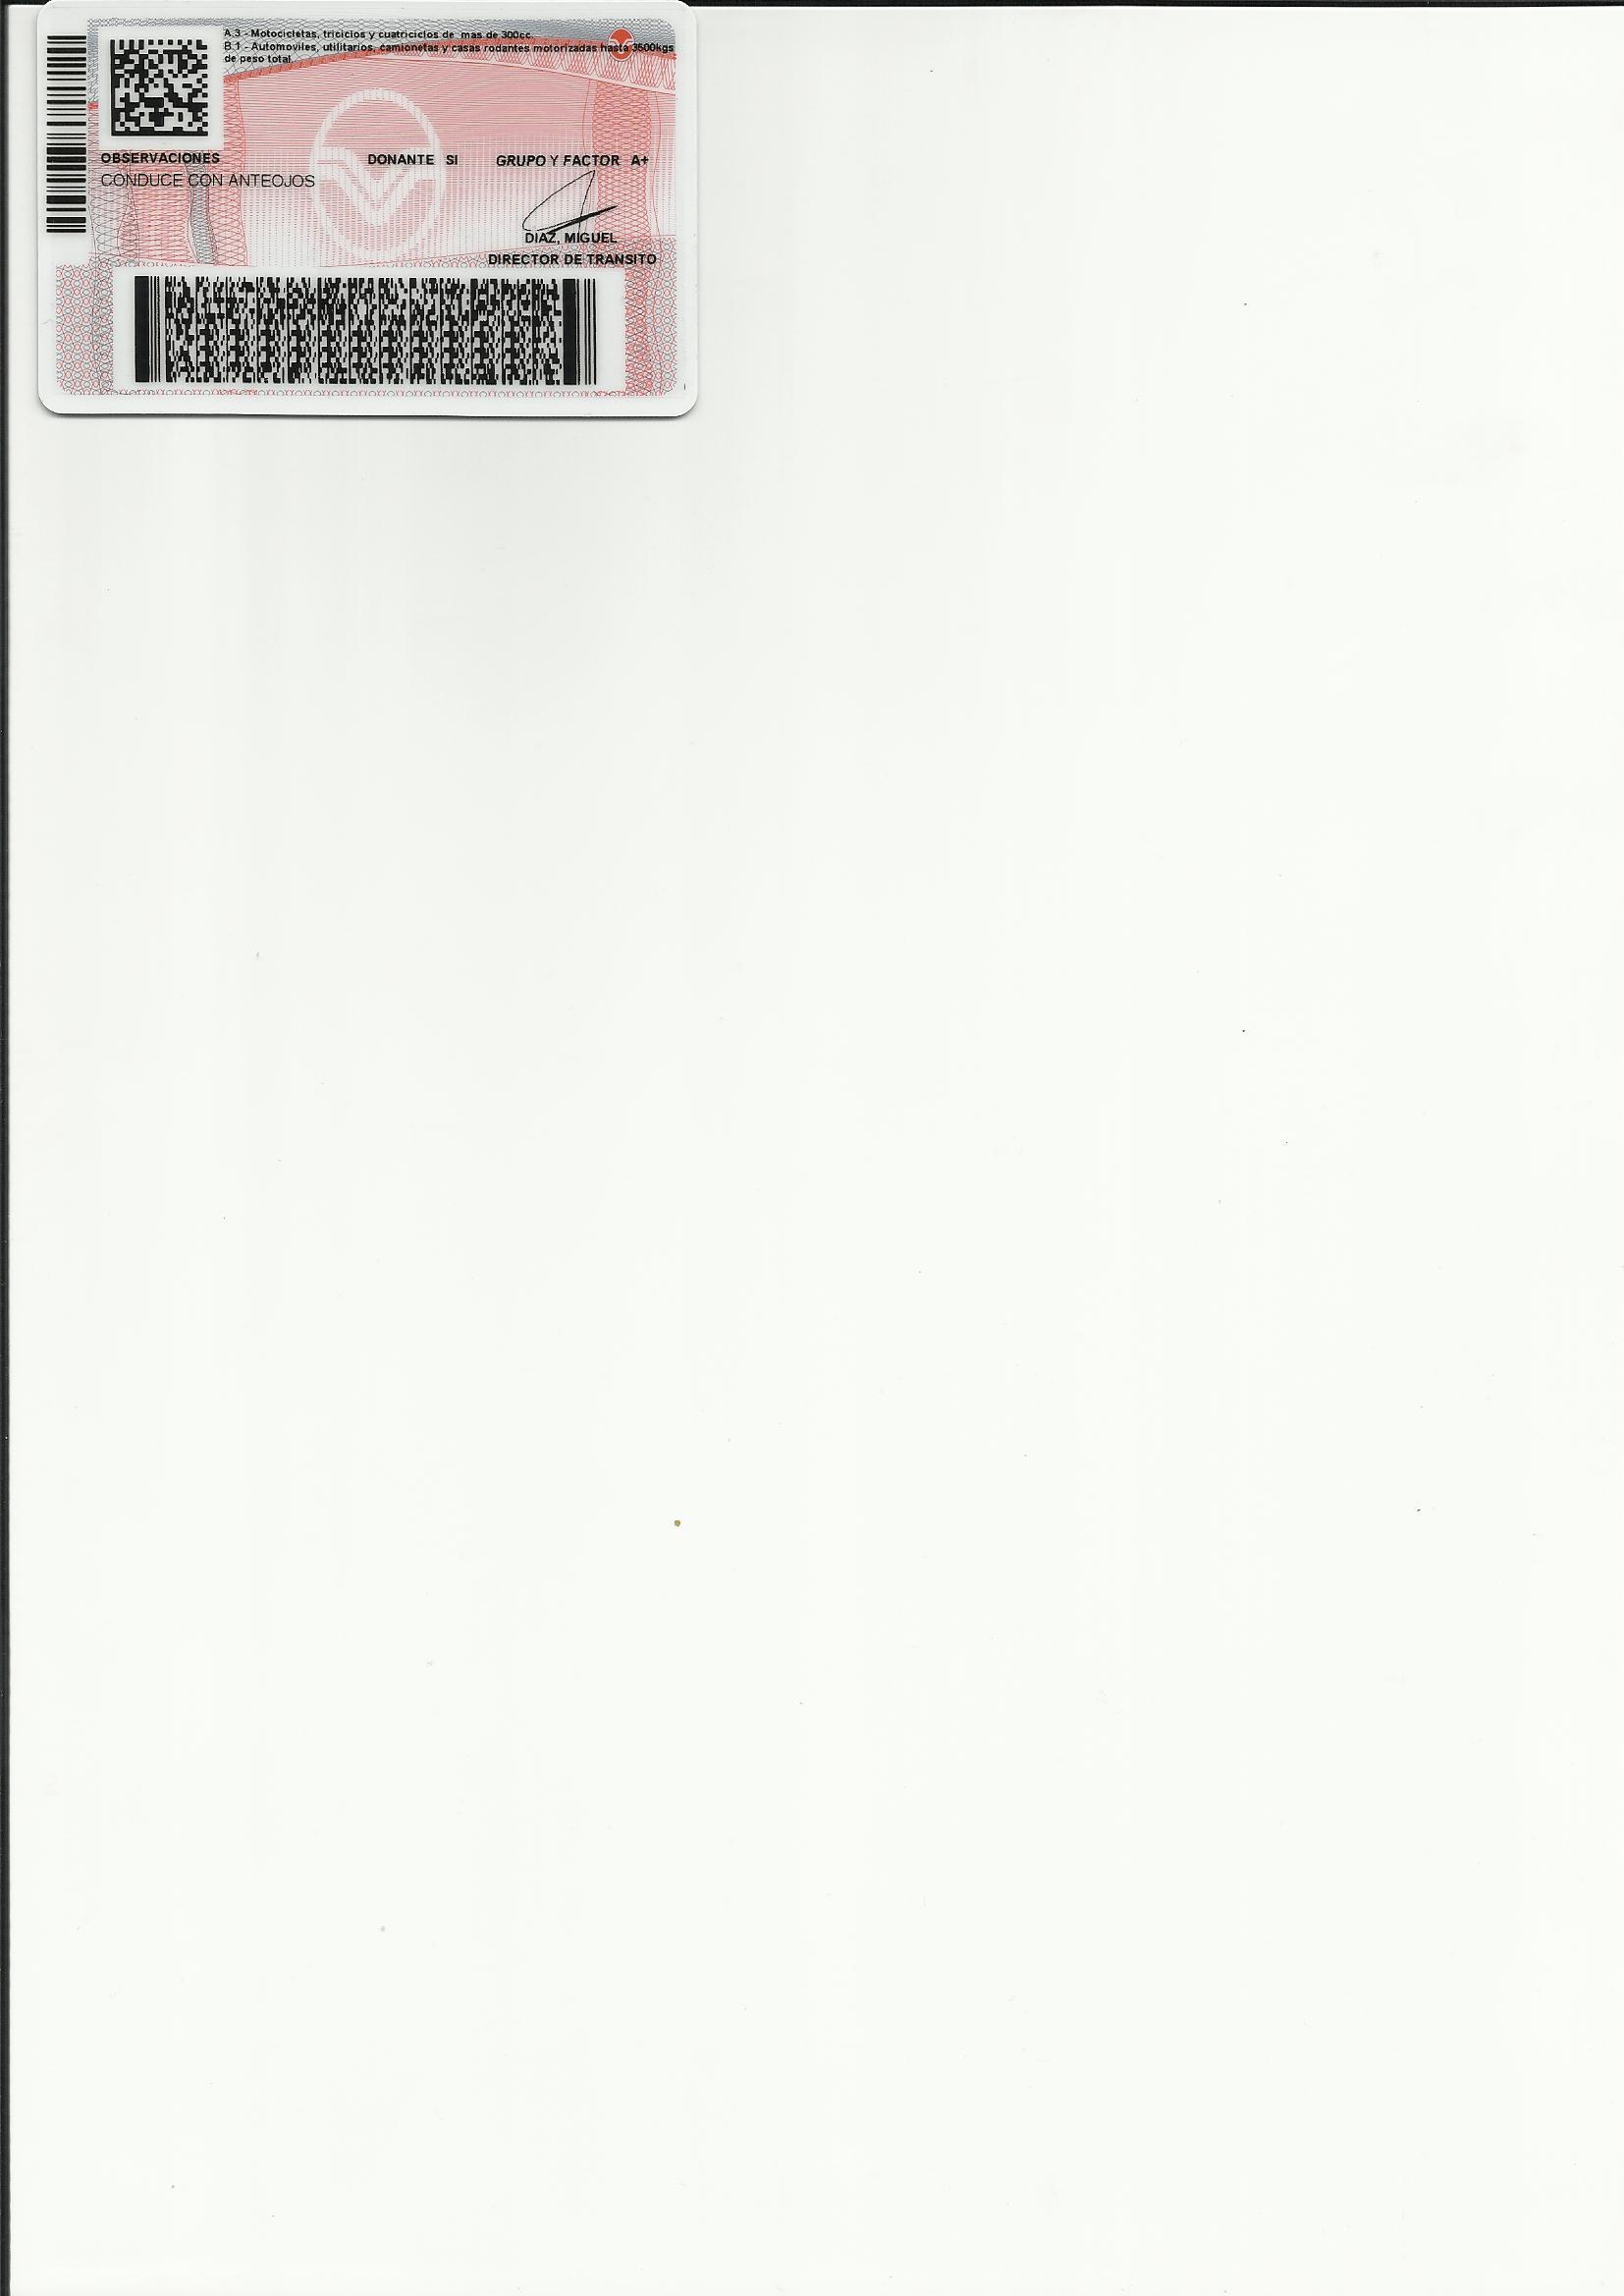 A.3 - Motocicletas, triciclos y cuatriciclos de mas de 300cc.
B.1 - Automoviles, utilitarios, camionetas y casas rodantes motorizadas hasta 3500kgs
de peso total.
OBSERVACIONES DONANTE SI GRUPO Y FACTOR A+
CONDUCE CON ANTEOJOS
DIAZ, MIGUEL
DIRECTOR DE TRANSITO